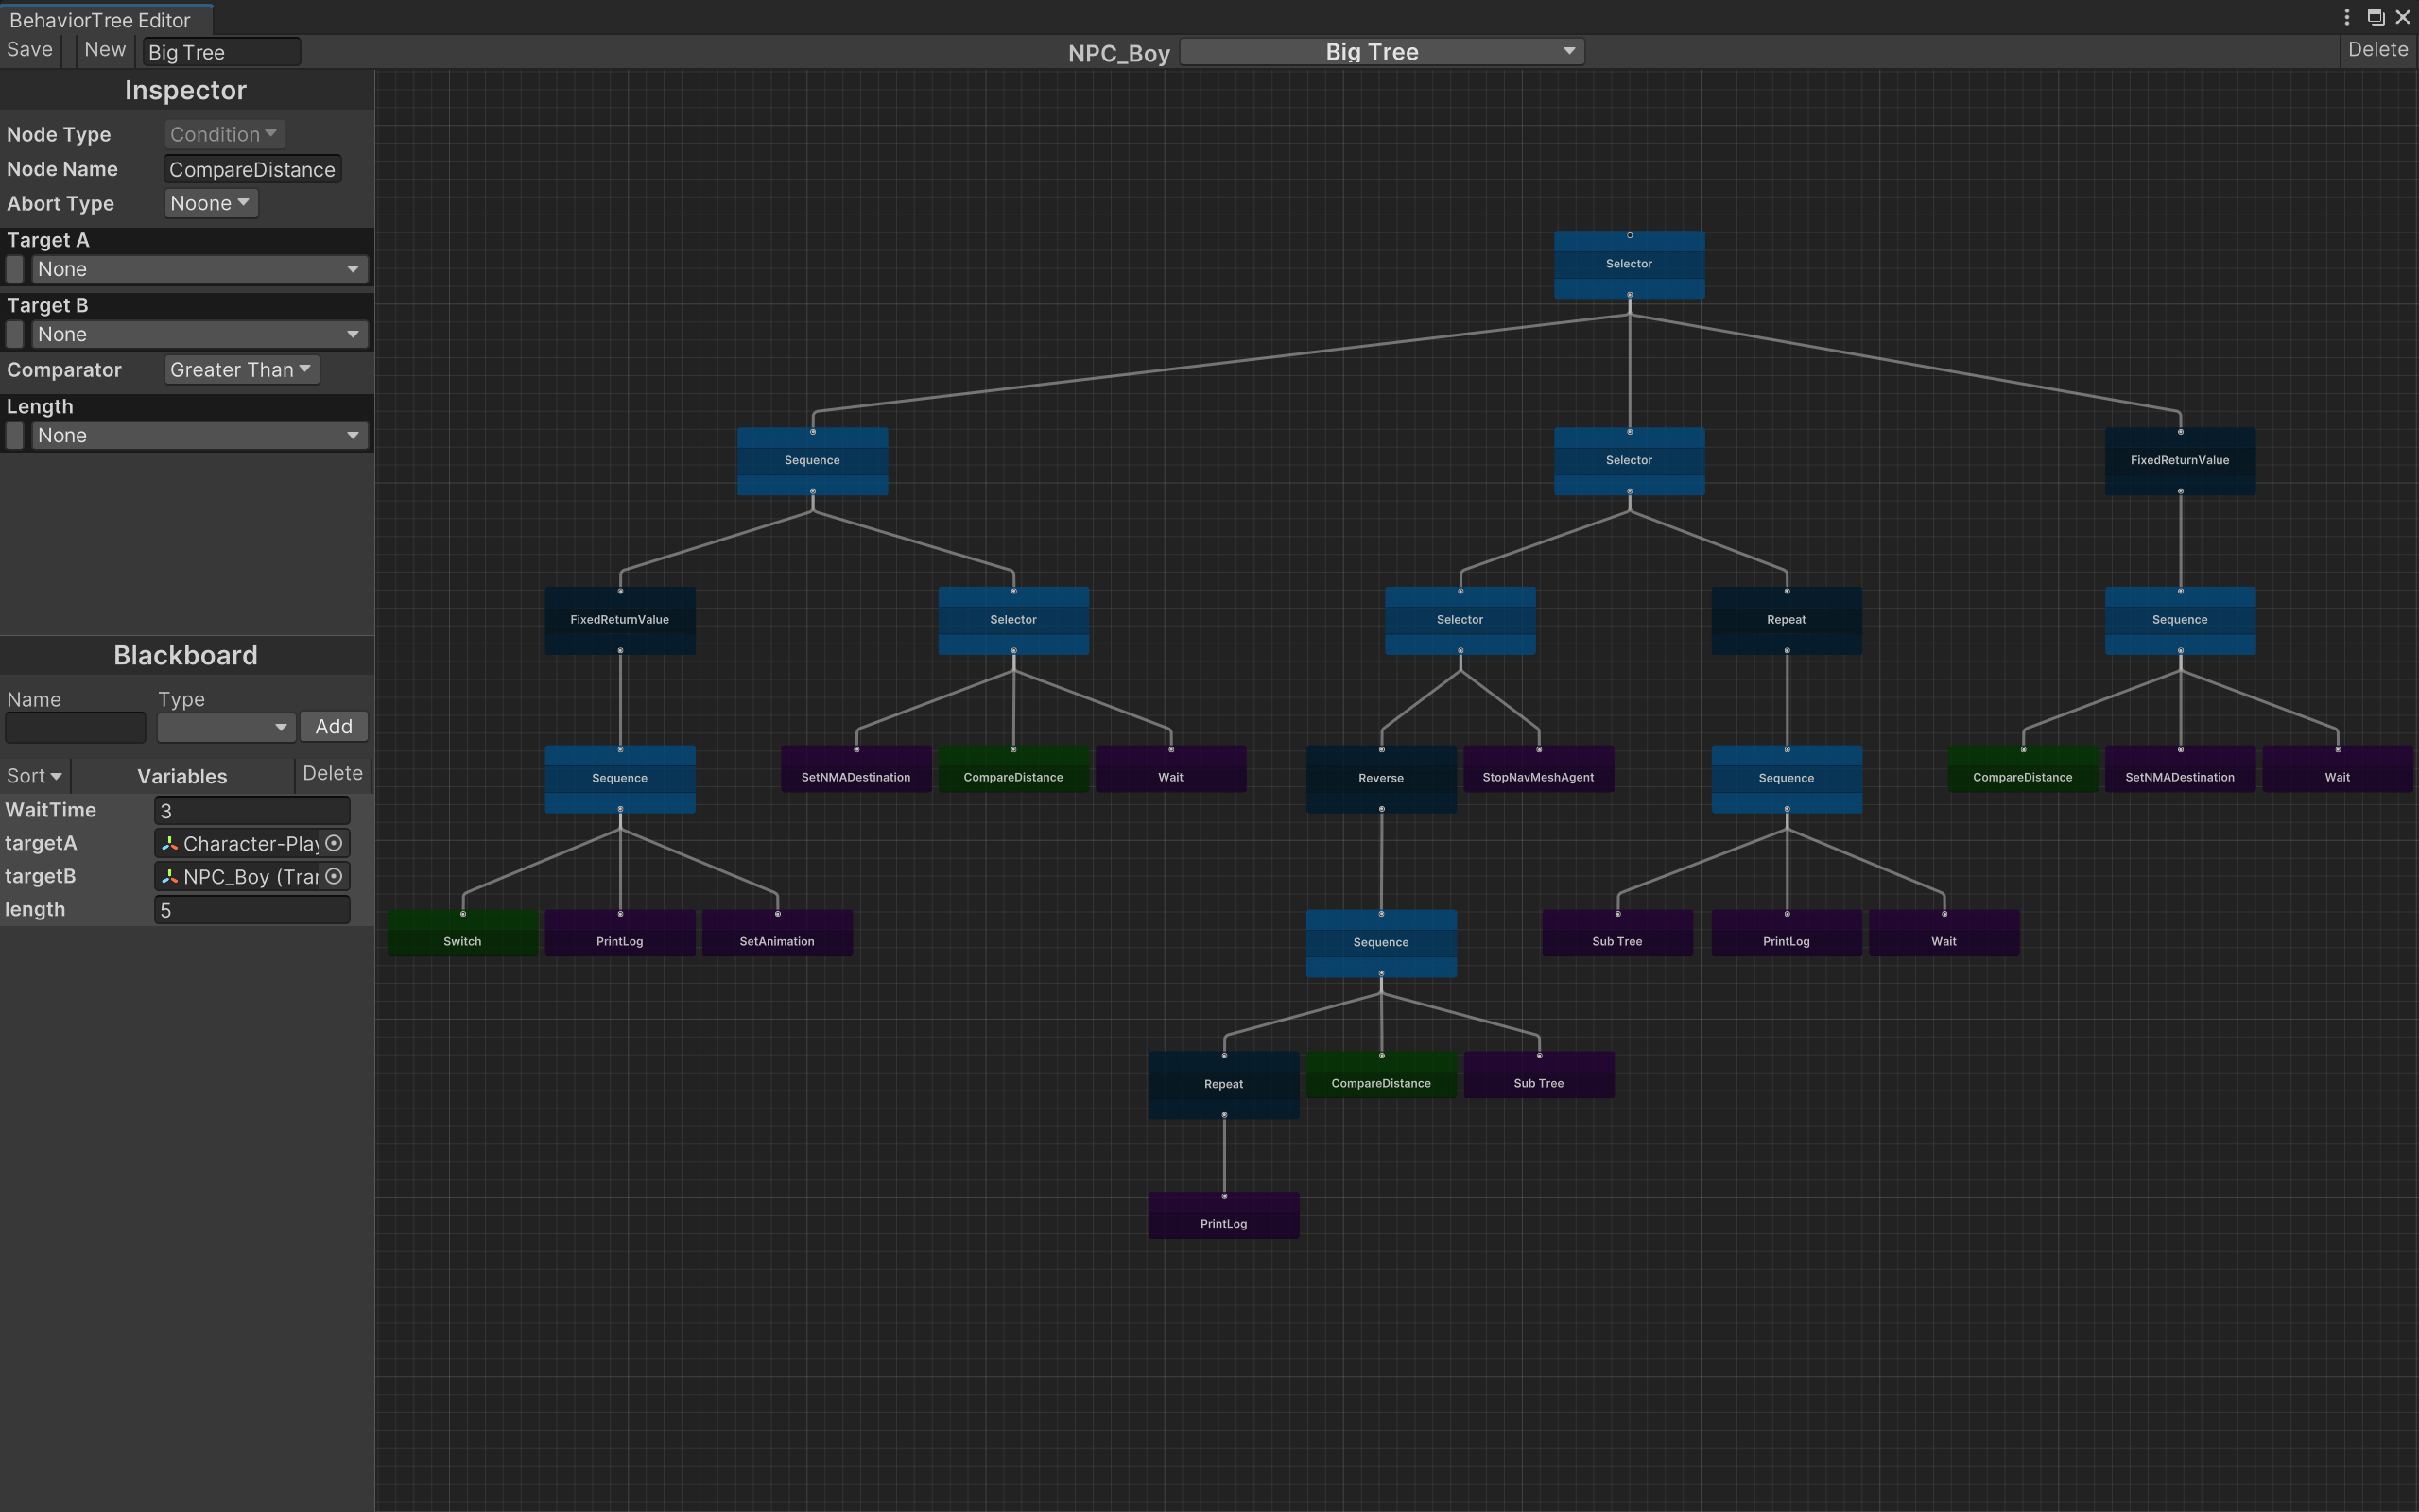 BehaviorTree Editor
Save
New
Big Tree
NPC_Boy
Big Tree
Delete
Inspector
Node Type
Condition
Node Name
CompareDistance
Abort Type
Noone
Target A
None
Target B
None
Comparator
Greater Than
Length
None
Blackboard
Name
Type
Add
Sort
Variables
Delete
WaitTime
3
targetA
Character-Play
targetB
NPC_Boy (Tran
length
5
Selector
Sequence
Selector
FixedReturnValue
FixedReturnValue
Selector
Selector
Repeat
Sequence
Sequence
SetNMADestination
CompareDistance
Wait
Reverse
StopNavMeshAgent
Sequence
CompareDistance
SetNMADestination
Wait
Switch
PrintLog
SetAnimation
Sequence
Sub Tree
PrintLog
Wait
Repeat
CompareDistance
Sub Tree
PrintLog